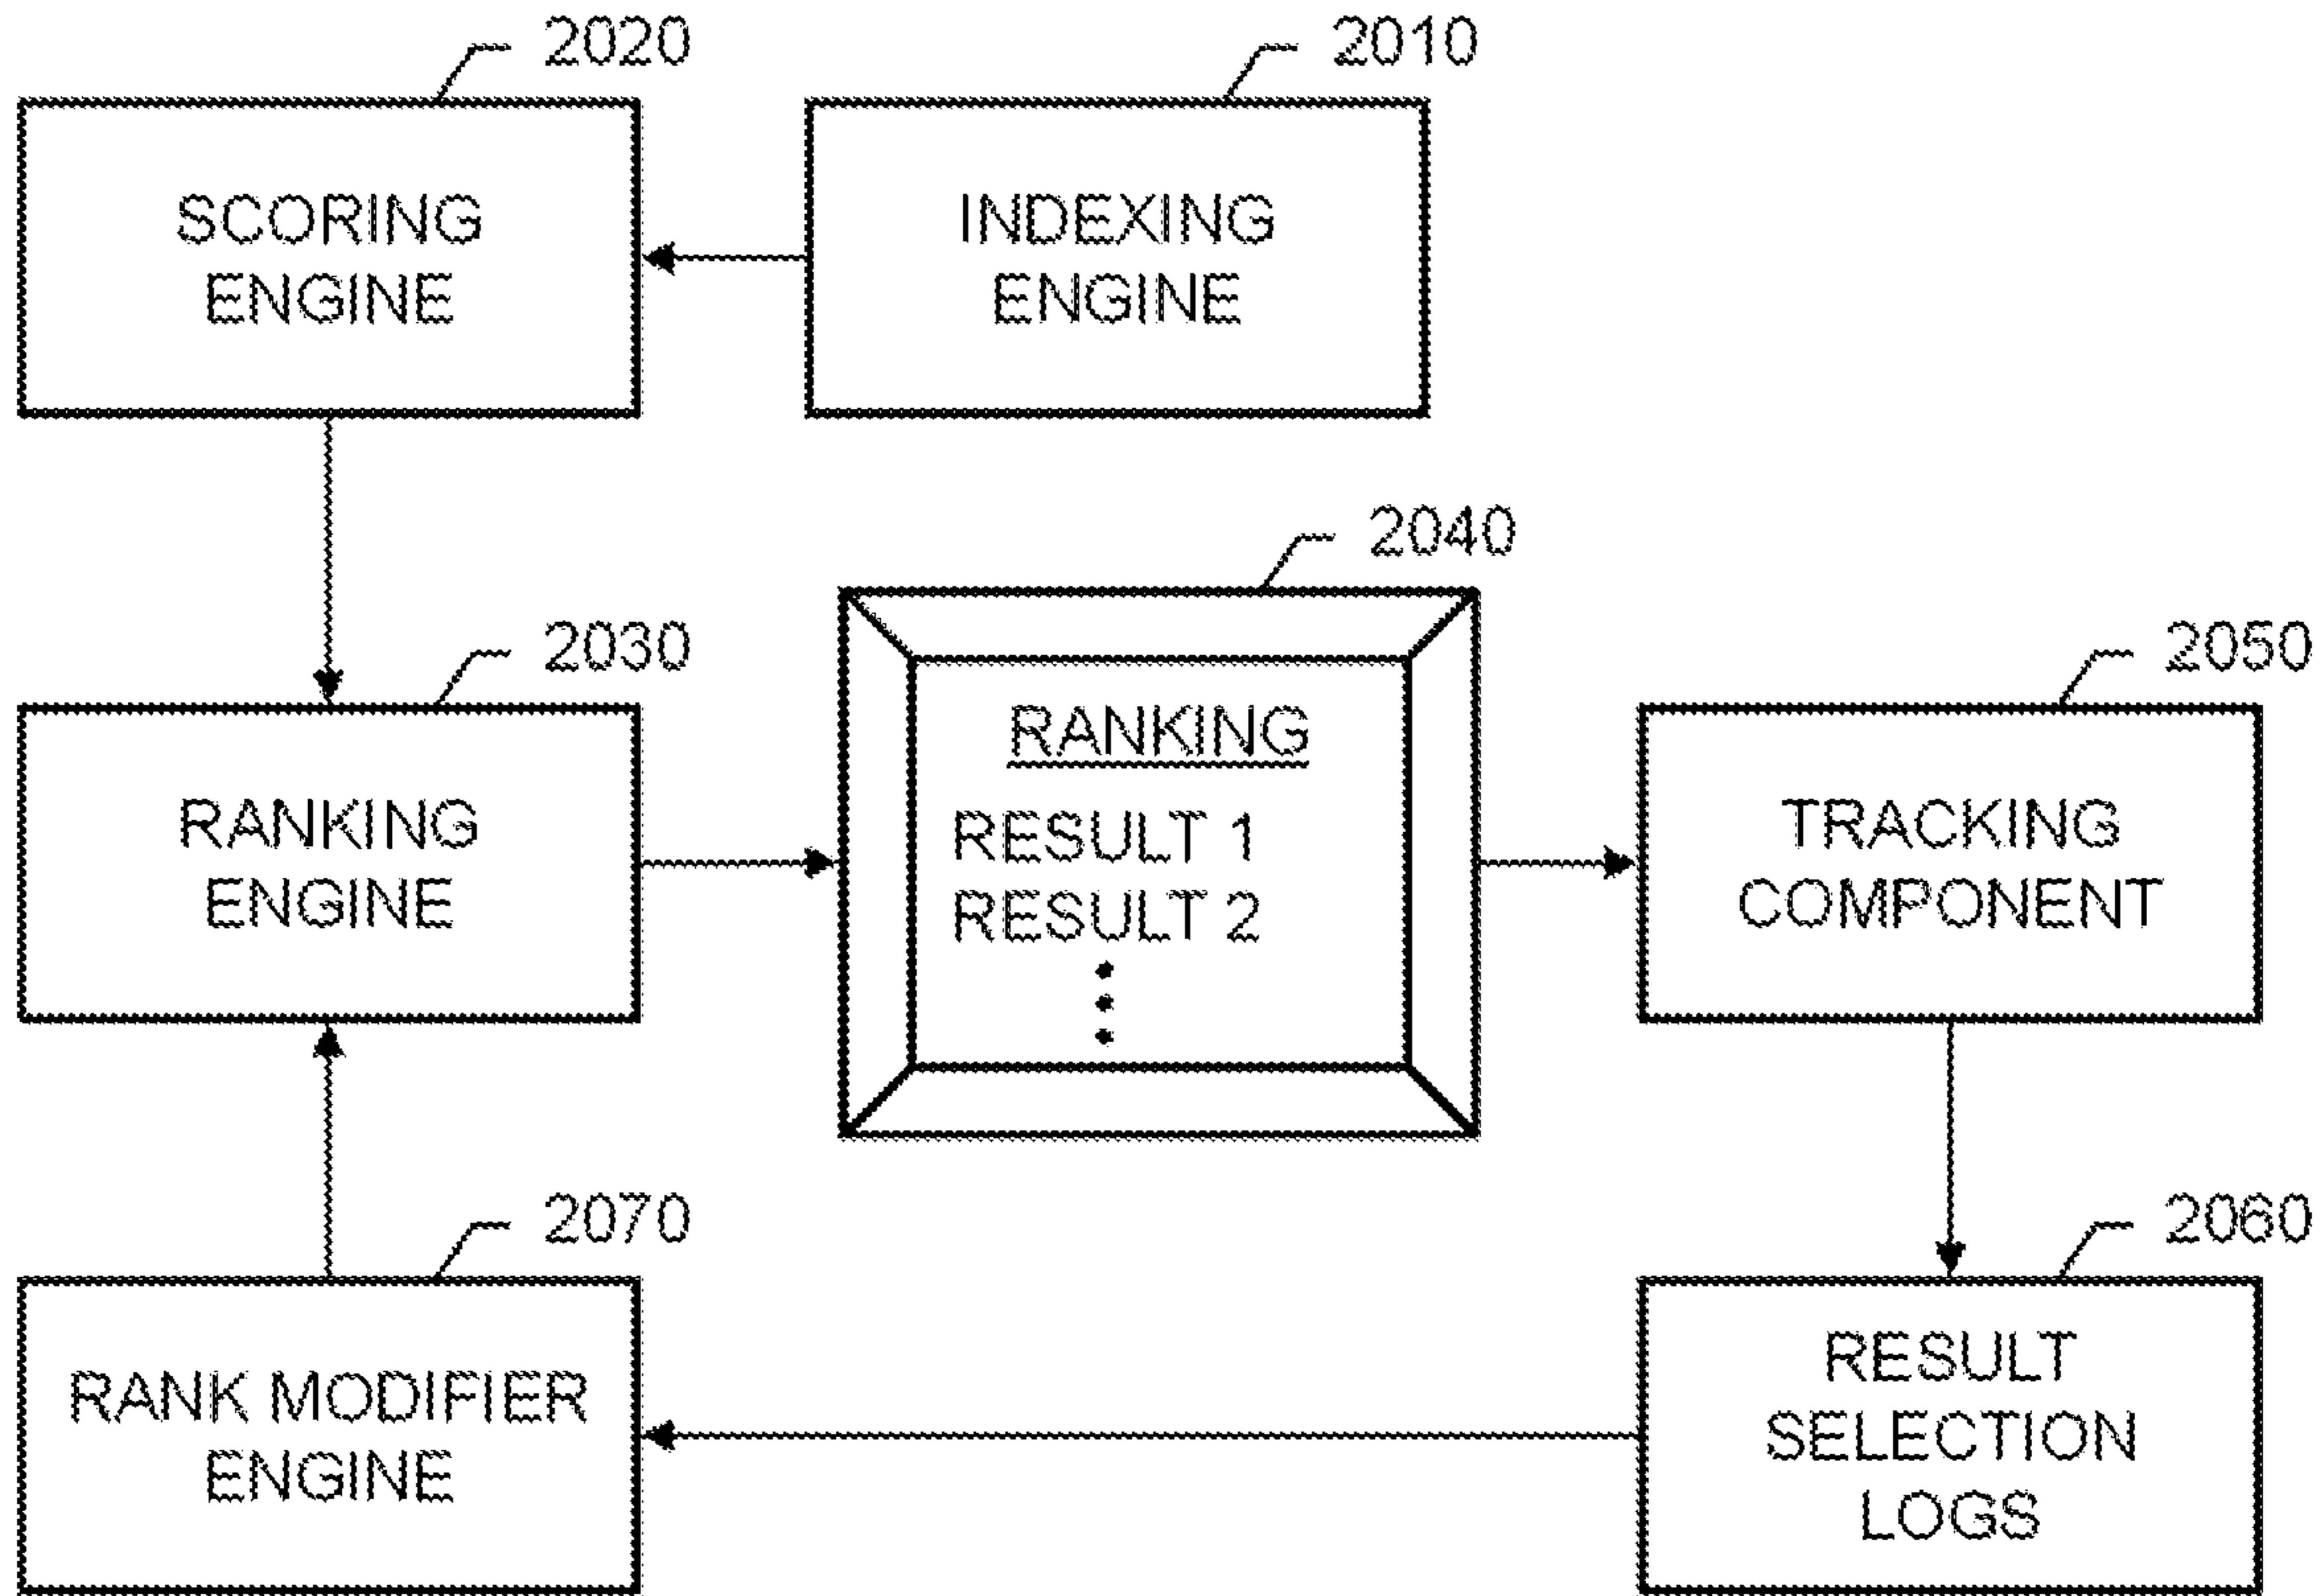 2020
2010
SCORING
ENGINE
INDEXING
ENGINE
2040
2030
2050
RANKING
ENGINE
RANKING
RESULT 1
RESULT 2
TRACKING
COMPONENT
2070
2060
RANK MODIFIER
ENGINE
RESULT
SELECTION
LOGS